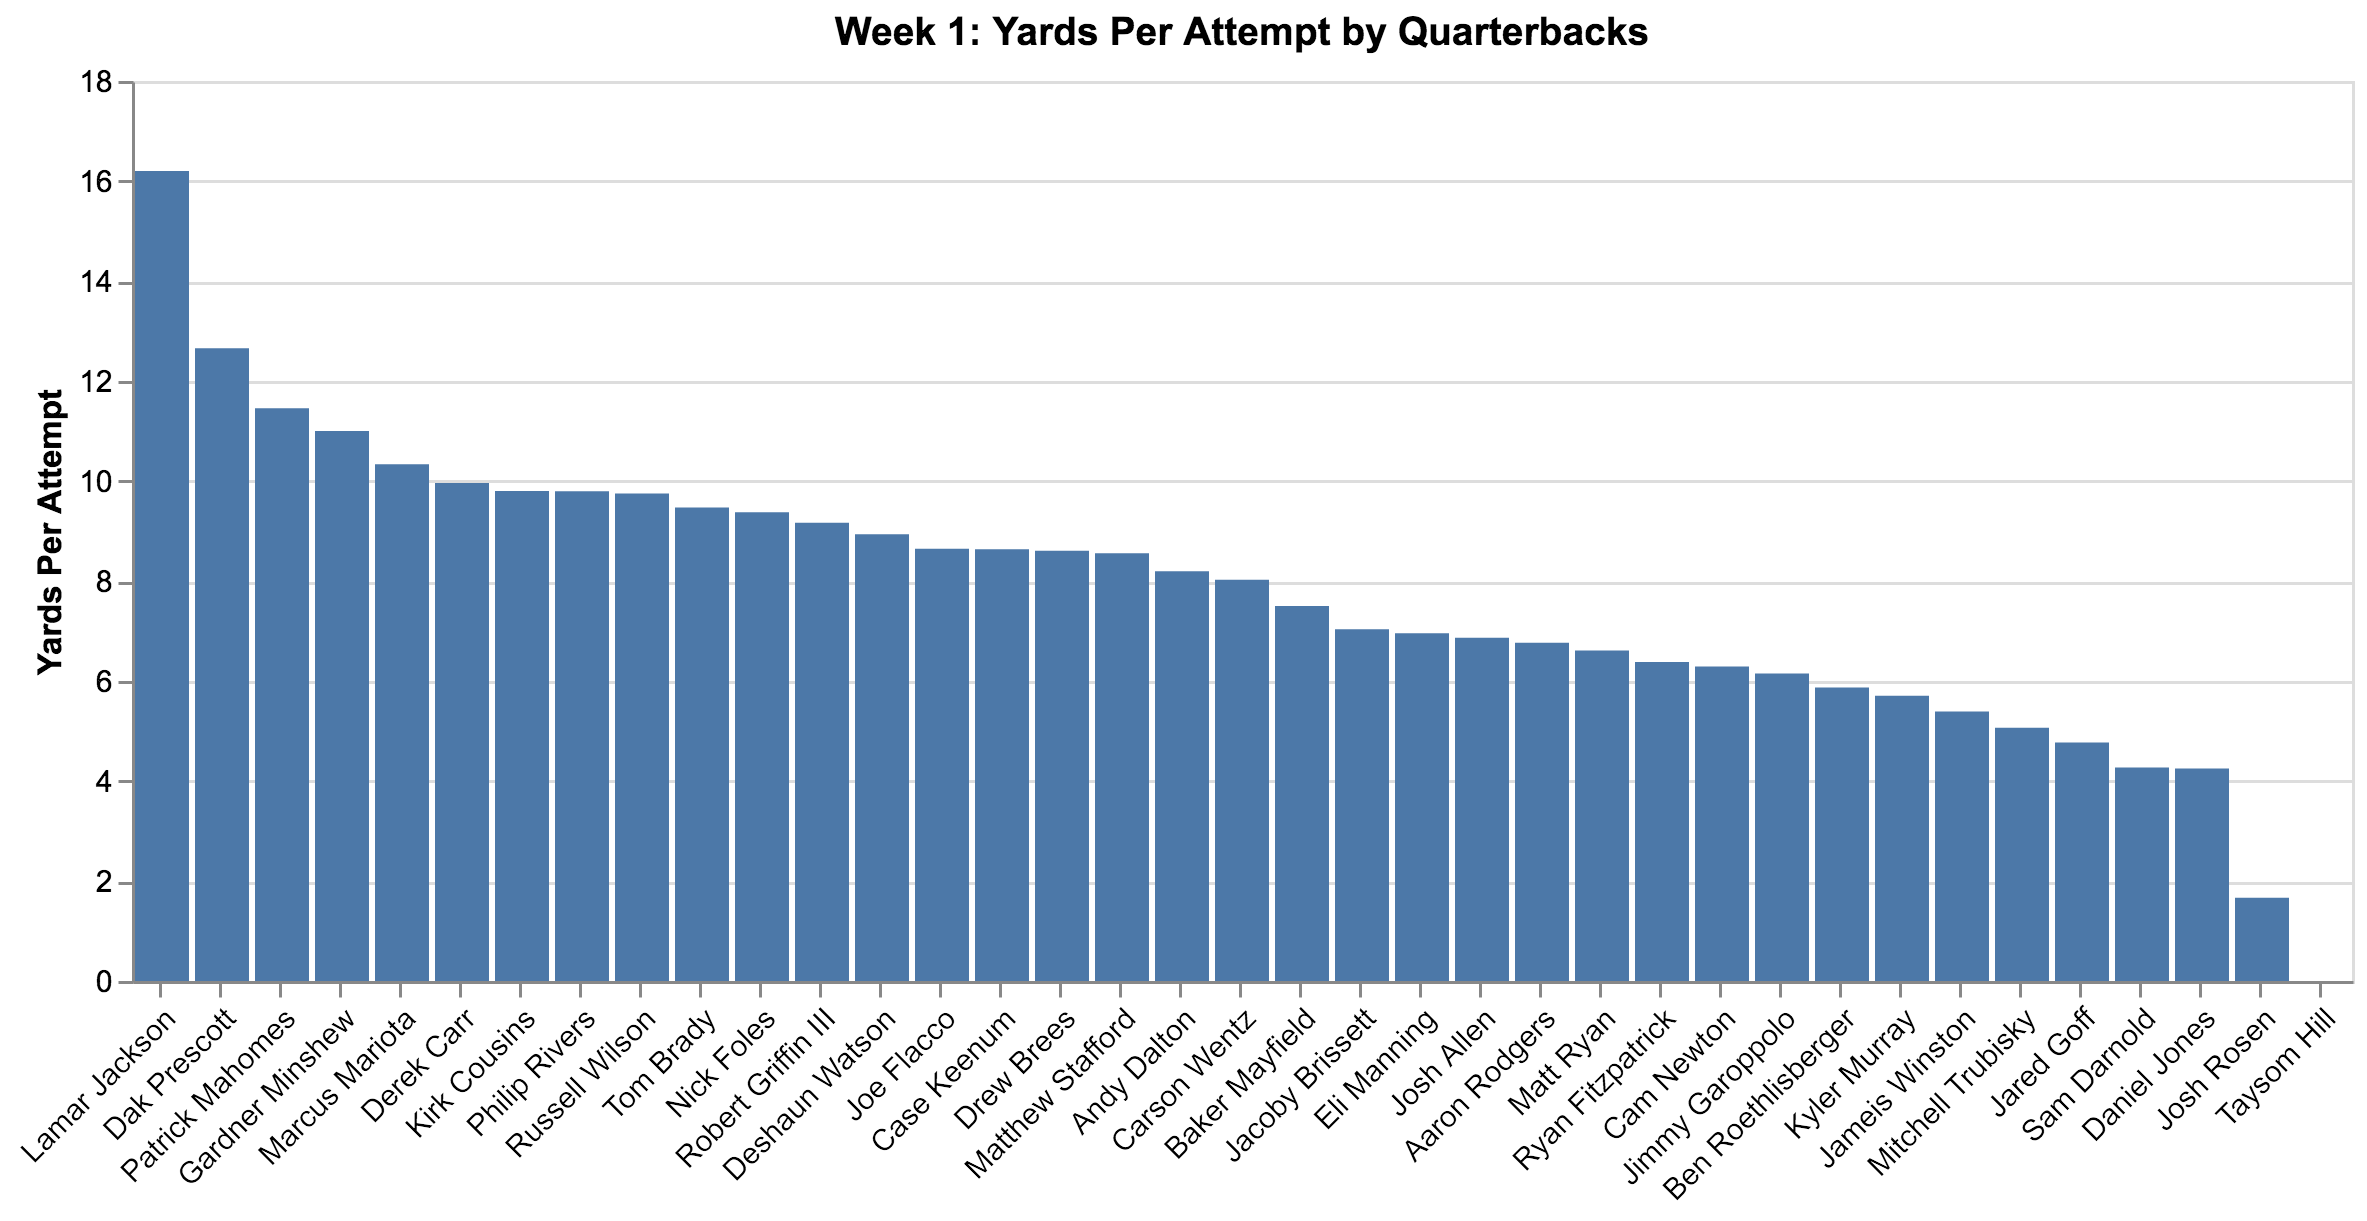 Week 1: Yards Per Attempt by Quarterbacks
Yards Per Attempt
18
16
14
12
10
8
6
4
2
0
Lamar Jackson
Dak Prescott
Patrick Mahomes
Gardner Minshew
Marcus Mariota
Derek Carr
Kirk Cousins
Philip Rivers
Russell Wilson
Tom Brady
Nick Foles
Robert Griffin III
Deshaun Watson
Joe Flacco
Case Keenum
Drew Brees
Matthew Stafford
Andy Dalton
Carson Wentz
Baker Mayfield
Jacoby Brissett
Eli Manning
Josh Allen
Aaron Rodgers
Matt Ryan
Ryan Fitzpatrick
Cam Newton
Jimmy Garoppolo
Ben Roethlisberger
Kyler Murray
Jameis Winston
Mitchell Trubisky
Jared Goff
Sam Darnold
Daniel Jones
Josh Rosen
Taysom Hill